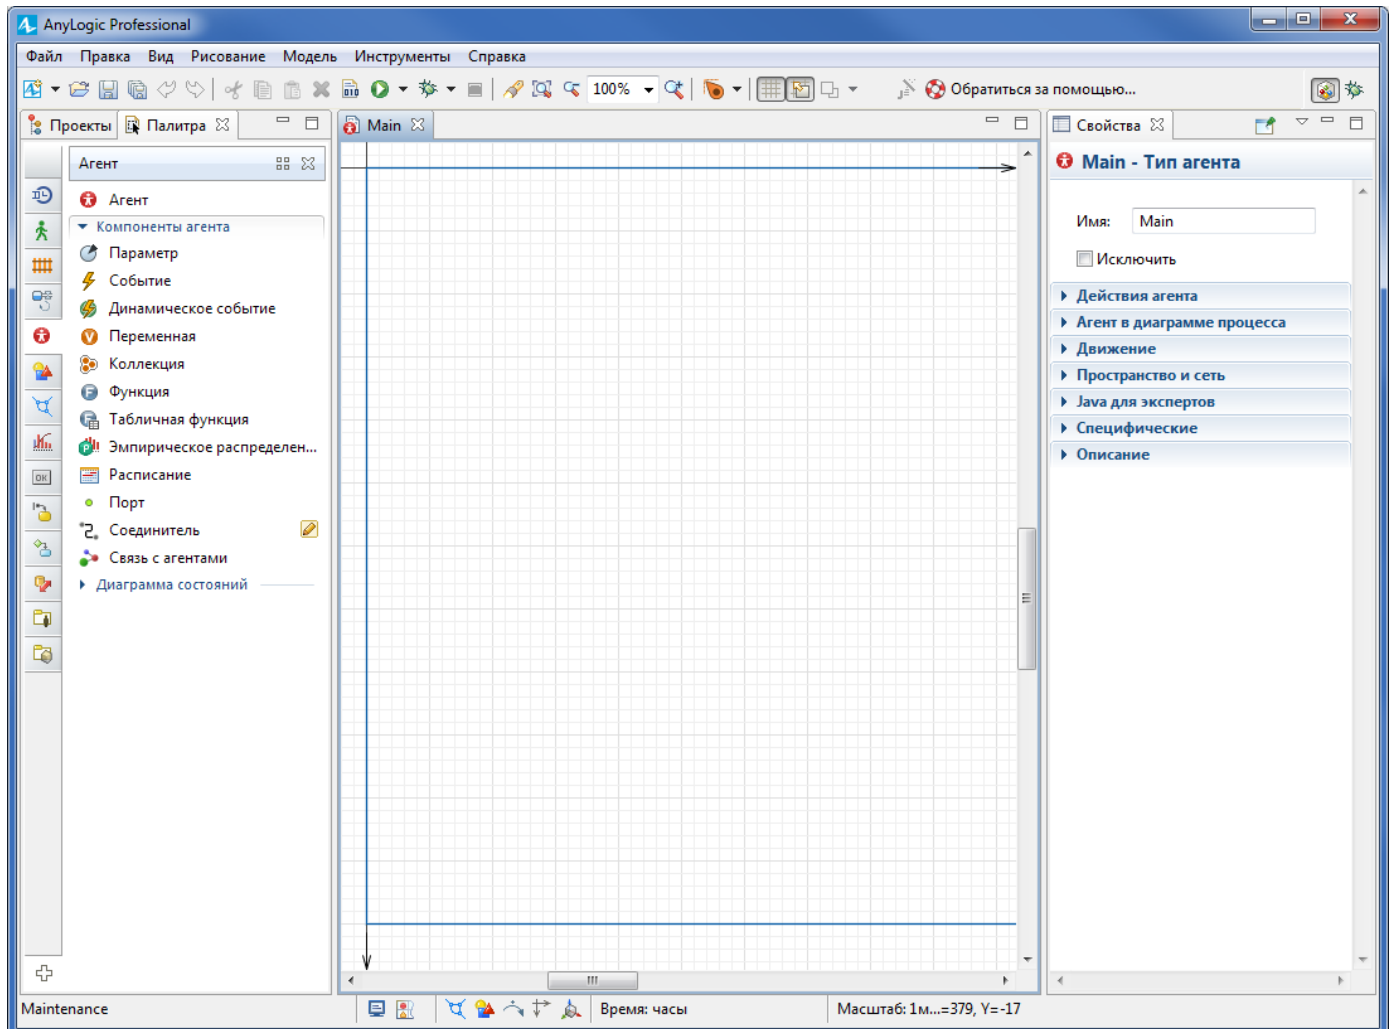 AnyLogic Professional
Файл Правка Вид Рисование Модель Инструменты Справка
100% Обратиться за помощью...
Проекты Палитра
Main
Свойства
Агент
Main - Тип агента
Агент
Компоненты агента
Параметр
Событие
Динамическое событие
Переменная
Коллекция
Функция
Табличная функция
Эмпирическое распределен...
Расписание
Порт
Соединитель
Связь с агентами
Диаграмма состояний
OK
Имя: Main
Исключить
Действия агента
Агент в диаграмме процесса
Движение
Пространство и сеть
Java для экспертов
Специфические
Описание
Maintenance
Время: часы
Масштаб: 1м...=379, Y=-17